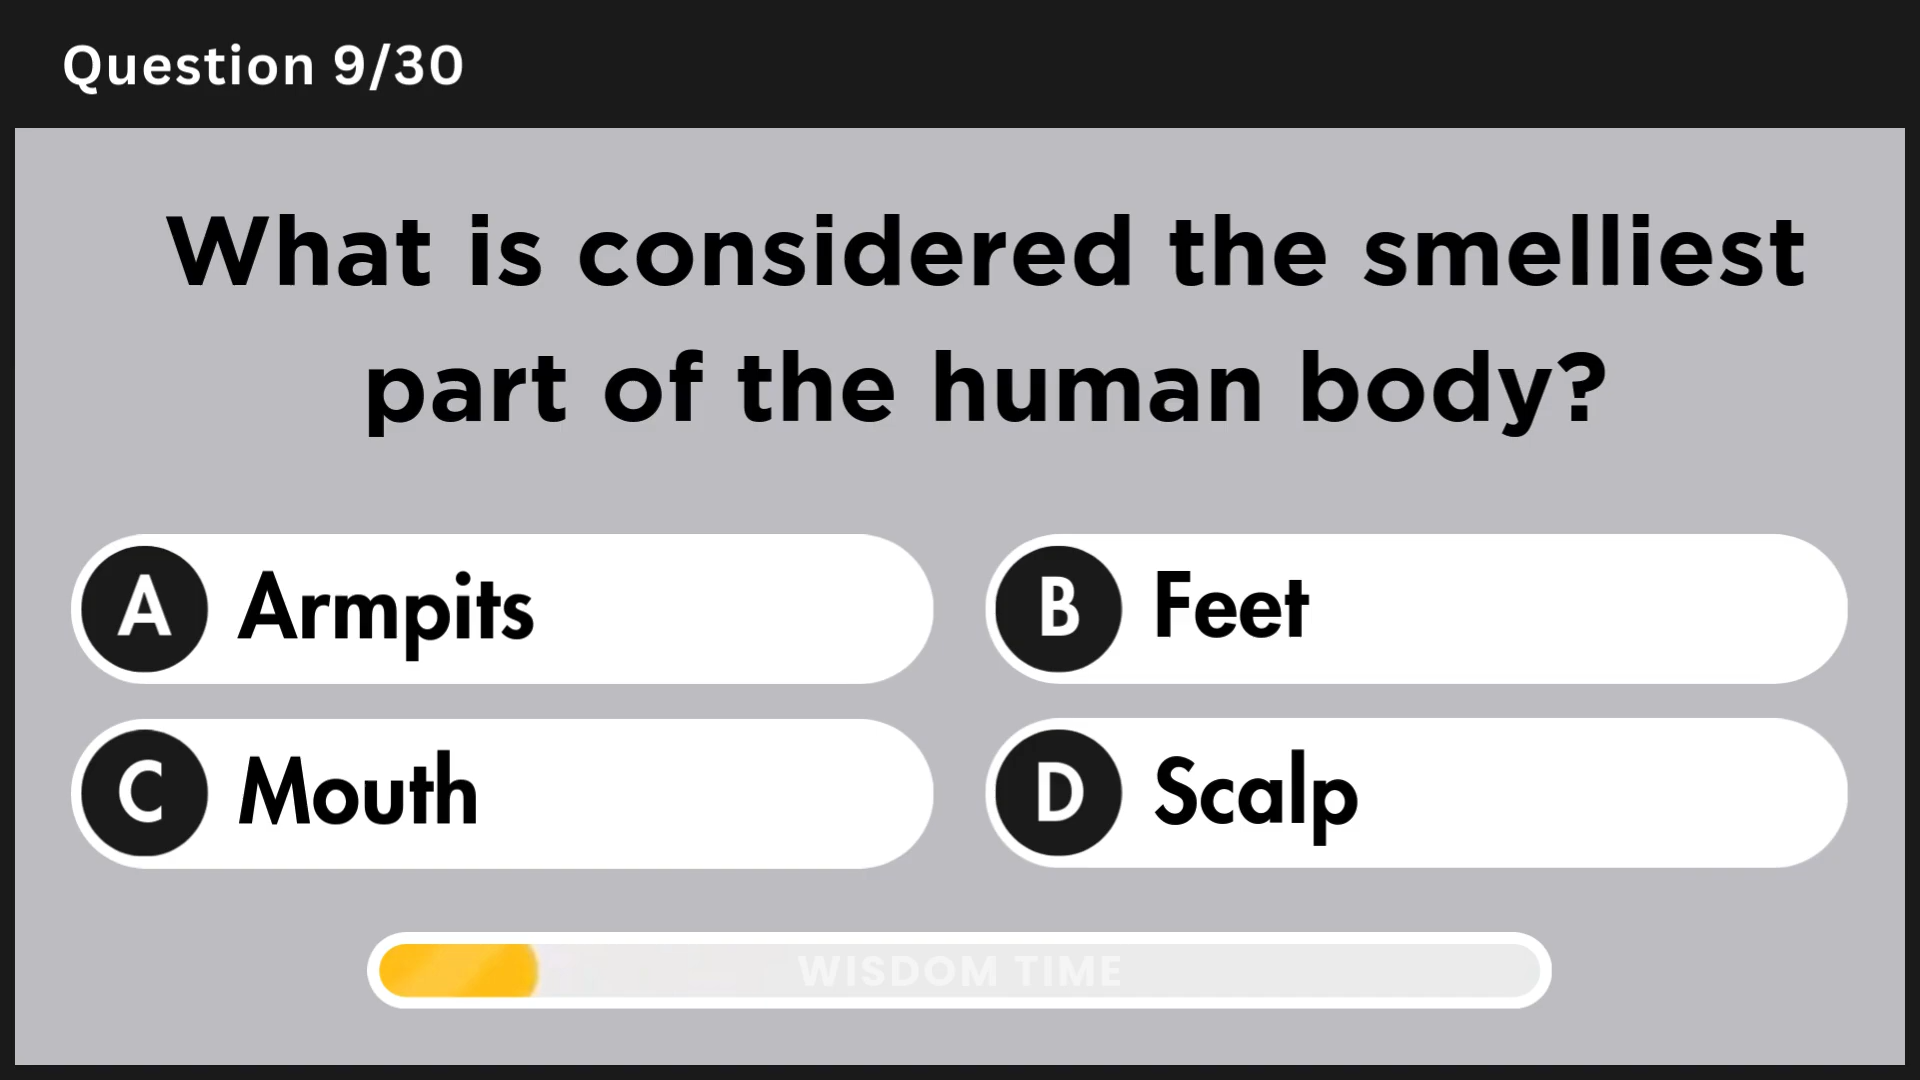 Question 9/30
What is considered the smelliest
part of the human body?
A Armpits
B Feet
C Mouth
D Scalp
WISDOM TIME